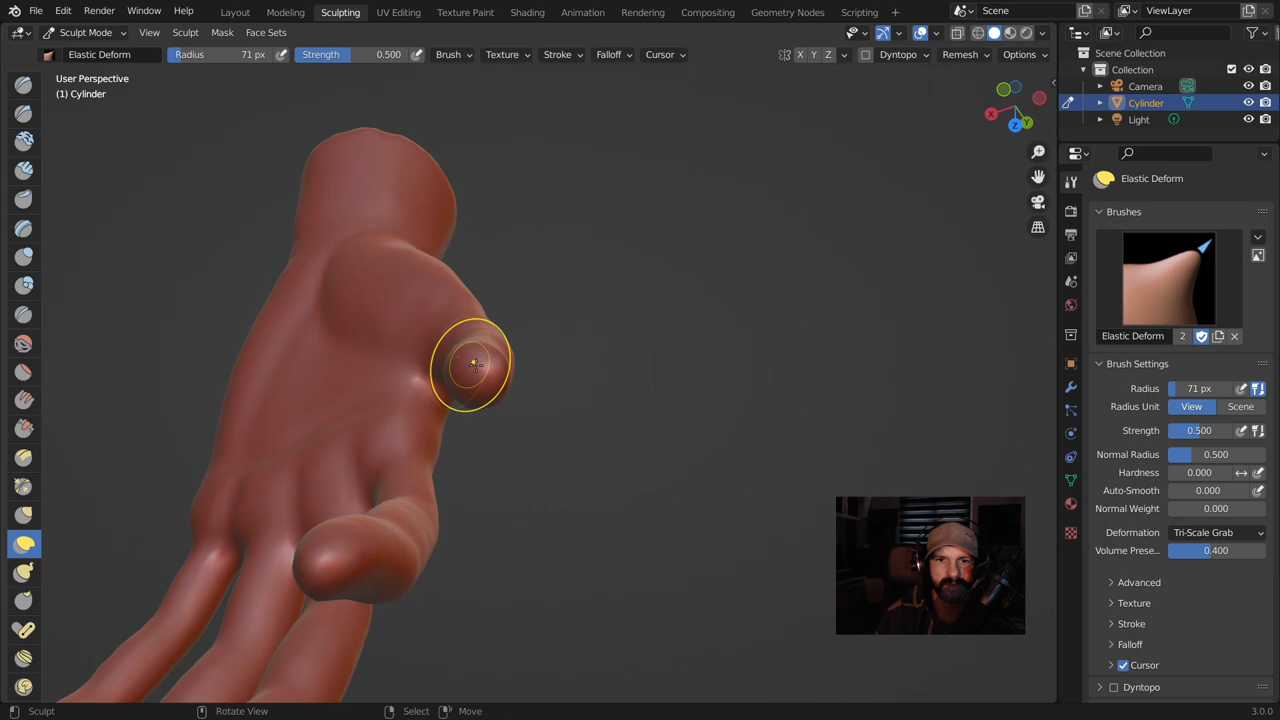 File Edit Render Window Help Layout Modeling Sculpting UV Editing Texture Paint Shading Animation Rendering Compositing Geometry Nodes Scripting + Scene ViewLayer
Sculpt Mode View Sculpt Mask Face Sets
Elastic Deform Radius 71 px Strength 0.500 Brush Texture Stroke Falloff Cursor X Y Z Dyntopo Remesh Options
User Perspective
(1) Cylinder
X
Y
Z
Scene Collection
Collection
Camera
Cylinder
Light
Elastic Deform
Brushes
Elastic Deform 2
Brush Settings
Radius 71 px
Radius Unit View Scene
Strength 0.500
Normal Radius 0.500
Hardness 0.000
Auto-Smooth 0.000
Normal Weight 0.000
Deformation Tri-Scale Grab
Volume Prese... 0.400
Advanced
Texture
Stroke
Falloff
Cursor
Dyntopo
Sculpt Rotate View Select Move 3.0.0